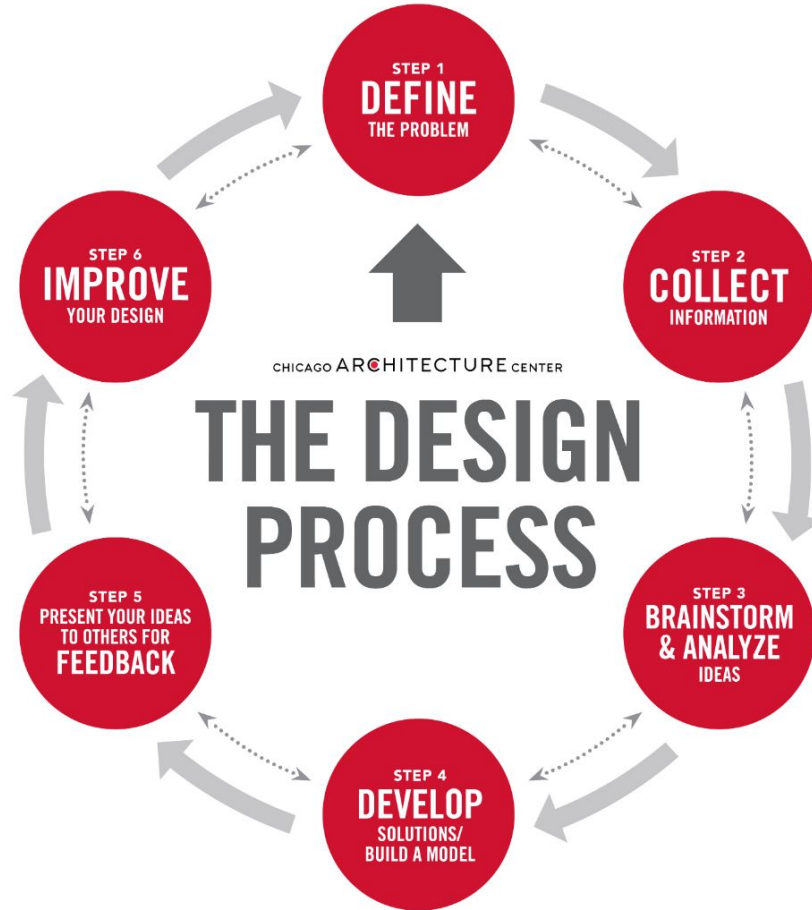 STEP 1
DEFINE
THE PROBLEM
STEP 2
COLLECT
INFORMATION
STEP 3
BRAINSTORM
& ANALYZE
IDEAS
STEP 4
DEVELOP
SOLUTIONS/
BUILD A MODEL
STEP 5
PRESENT YOUR IDEAS
TO OTHERS FOR
FEEDBACK
STEP 6
IMPROVE
YOUR DESIGN
CHICAGO ARCHITECTURE CENTER
THE DESIGN
PROCESS